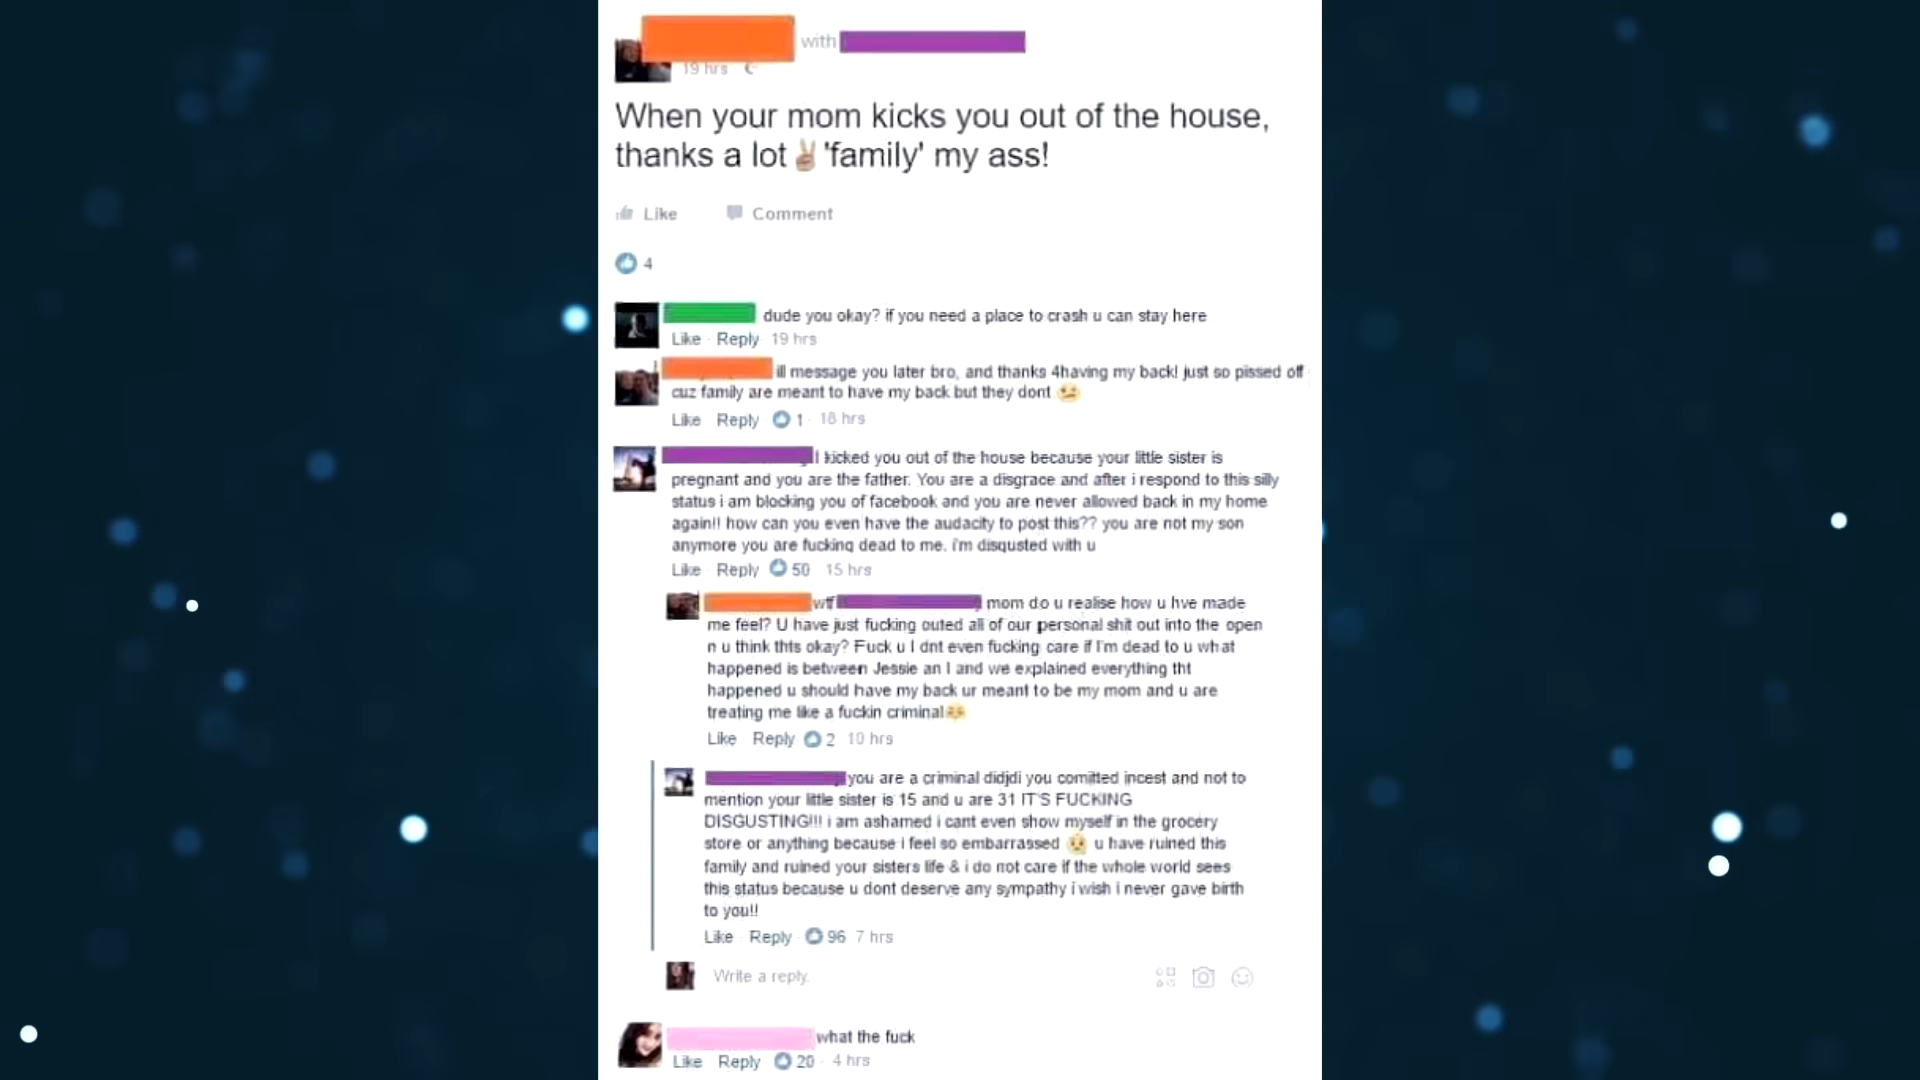 with
19 hrs
When your mom kicks you out of the house,
thanks a lot✌🏼'family' my ass!
Like Comment
4
dude you okay? if you need a place to crash u can stay here
Like · Reply · 19 hrs
ill message you later bro, and thanks 4having my back! just so pissed off
cuz family are meant to have my back but they dont
Like · Reply · 1 · 18 hrs
I kicked you out of the house because your little sister is
pregnant and you are the father. You are a disgrace and after i respond to this silly
status i am blocking you of facebook and you are never allowed back in my home
again!! how can you even have the audacity to post this?? you are not my son
anymore you are fucking dead to me. i'm disgusted with u
Like · Reply · 50 · 15 hrs
wtf mom do u realise how u hve made
me feel? U have just fucking outed all of our personal shit out into the open
n u think thts okay? Fuck u I dnt even fucking care if I'm dead to u what
happened is between Jessie an I and we explained everything tht
happened u should have my back ur meant to be my mom and u are
treating me like a fuckin criminal
Like · Reply · 2 · 10 hrs
you are a criminal didjdi you comitted incest and not to
mention your little sister is 15 and u are 31 IT'S FUCKING
DISGUSTING!!! i am ashamed i cant even show myself in the grocery
store or anything because i feel so embarrassed u have ruined this
family and ruined your sisters life & i do not care if the whole world sees
this status because u dont deserve any sympathy i wish i never gave birth
to you!!
Like · Reply · 96 · 7 hrs
Write a reply.
what the fuck
Like · Reply · 20 · 4 hrs